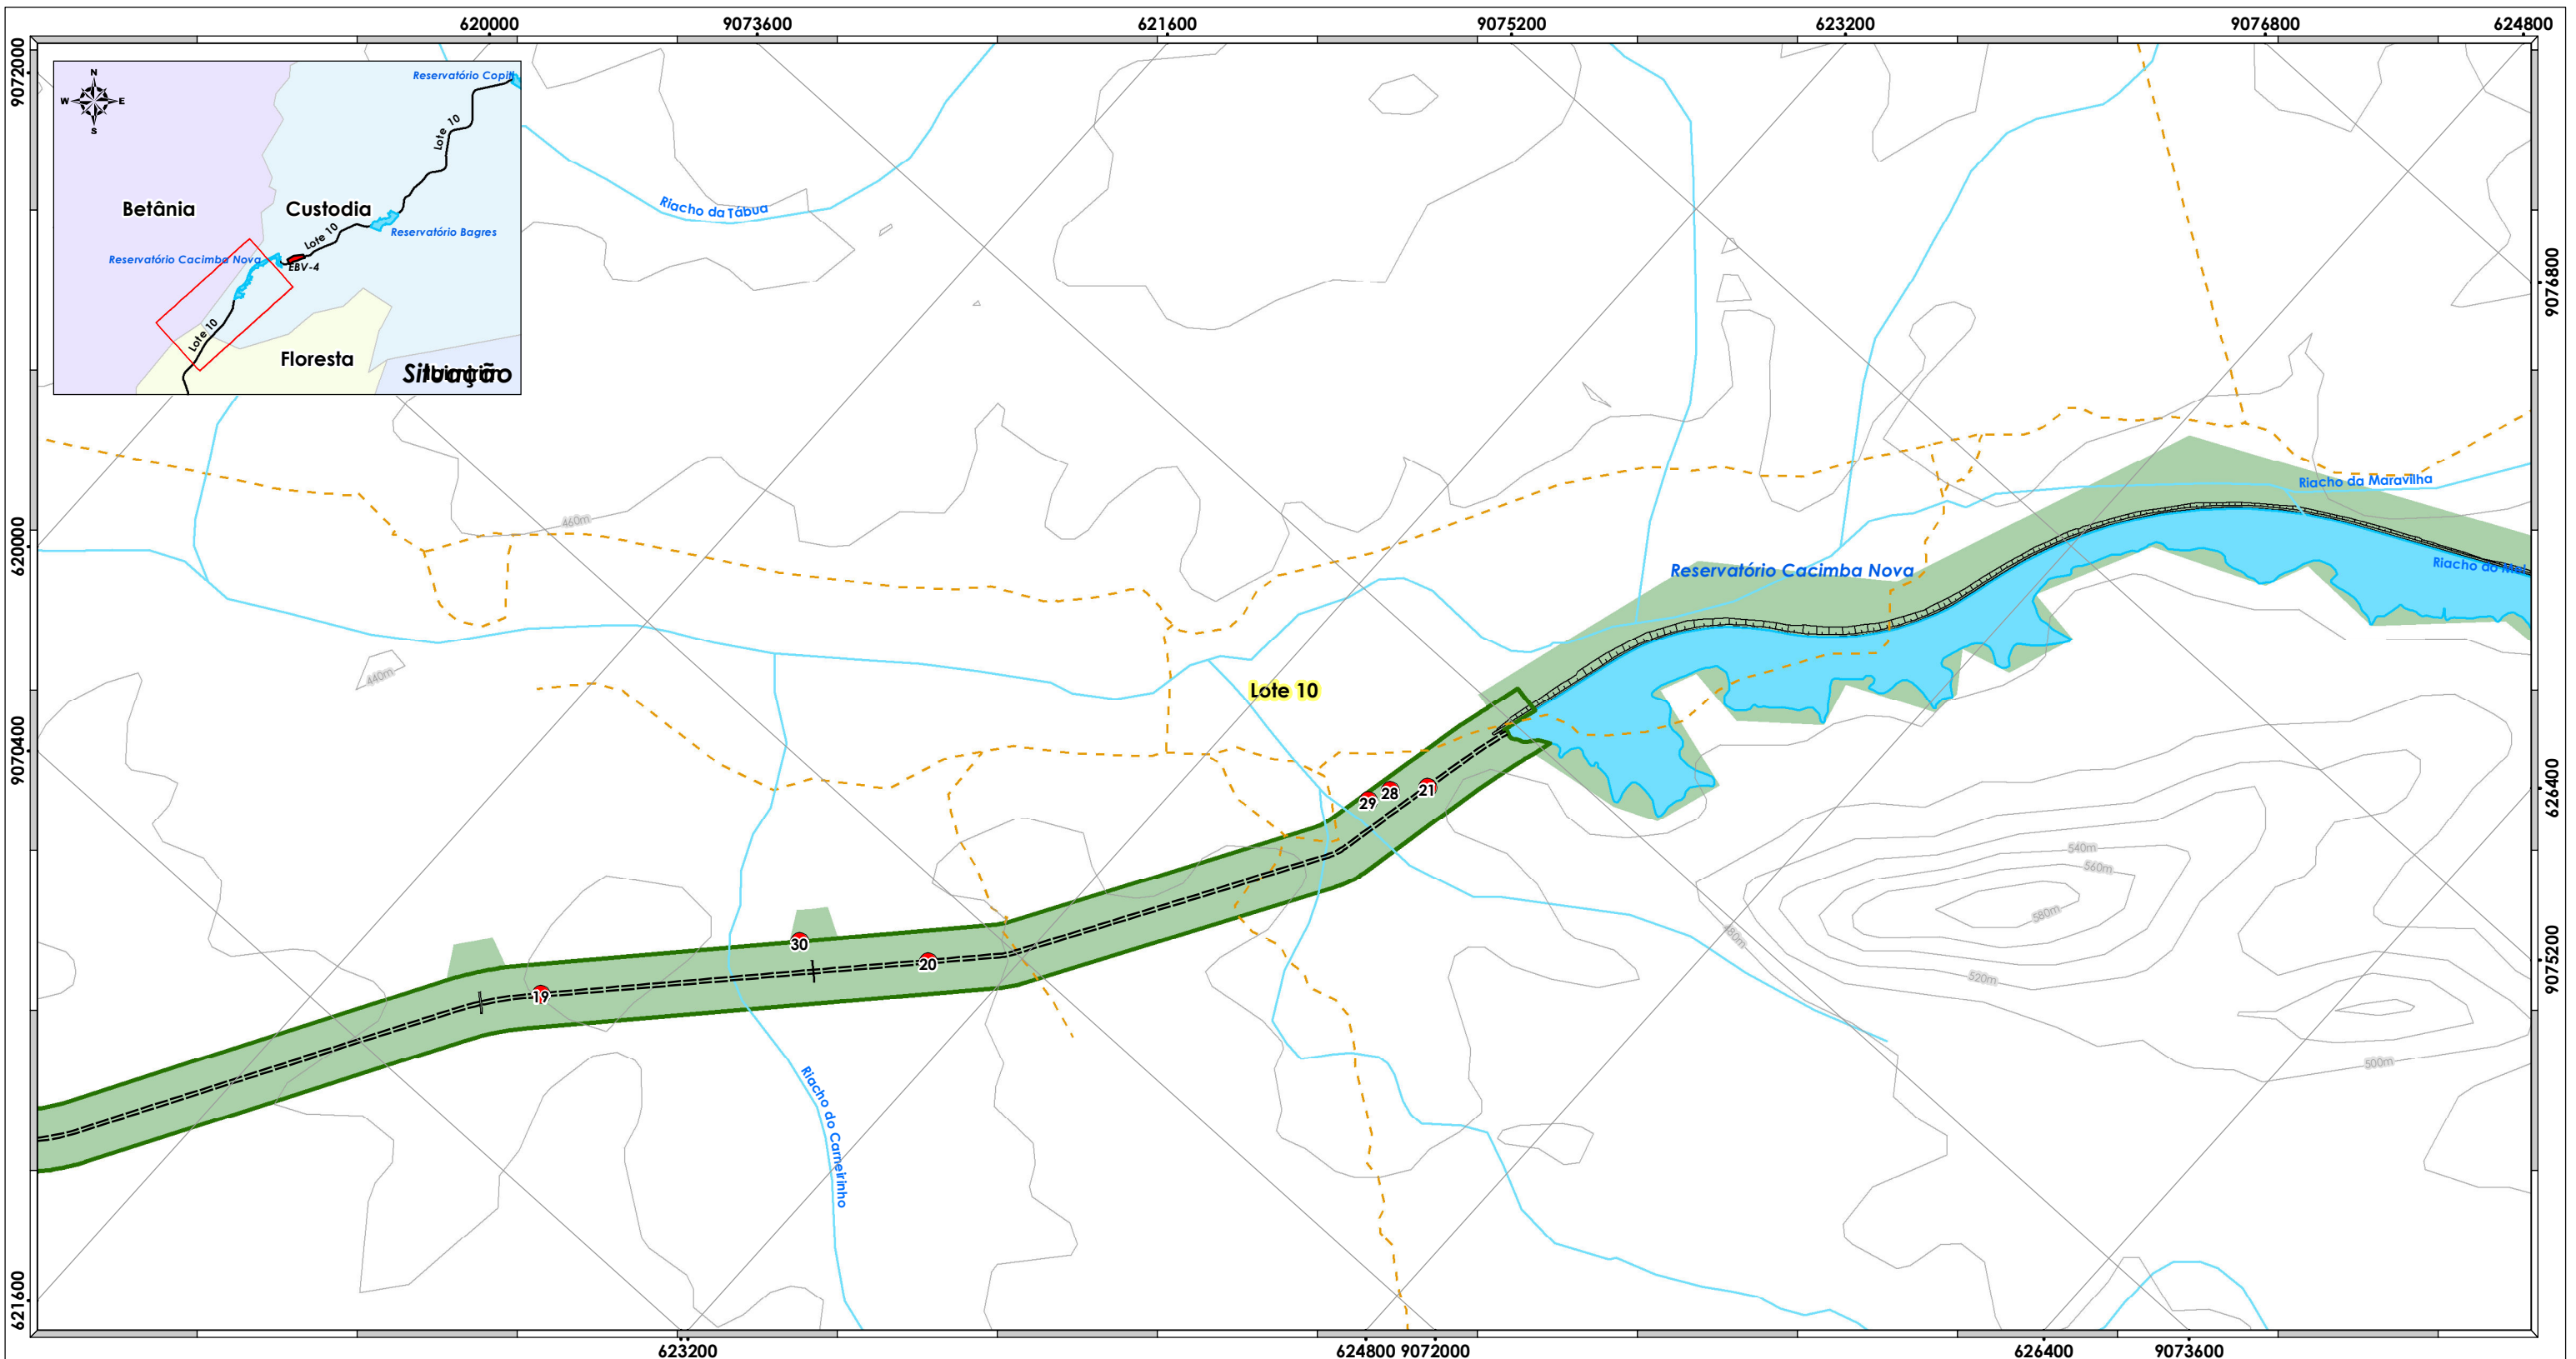 620000
9073600
621600
9075200
623200
9076800
624800
9072000
N
W
E
S
Reservatório Copiti
Lote 10
Betânia
Custodia
Reservatório Bagres
Lote 10
Reservatório Cacimba Nova
EBV-4
Lote 10
Floresta
Situação
Riacho da Tábua
9076800
460m
Riacho da Maravilha
620000
Reservatório Cacimba Nova
440m
Lote 10
9070400
29
28
21
626400
540m
560m
580m
480m
30
20
19
520m
9075200
500m
Riacho do Carneirinho
621600
623200
624800
9072000
626400
9073600